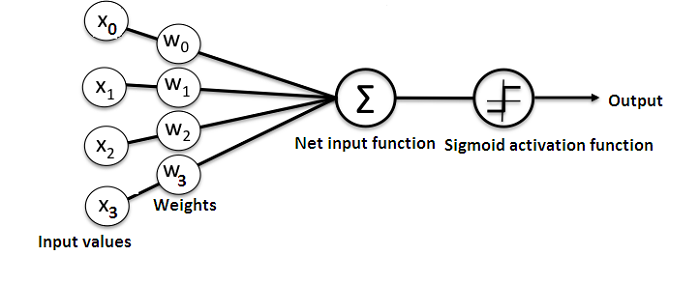 X0
W0
X1
W1
X2
W2
X3
W3
Σ
Output
Net input function
Sigmoid activation function
Weights
Input values